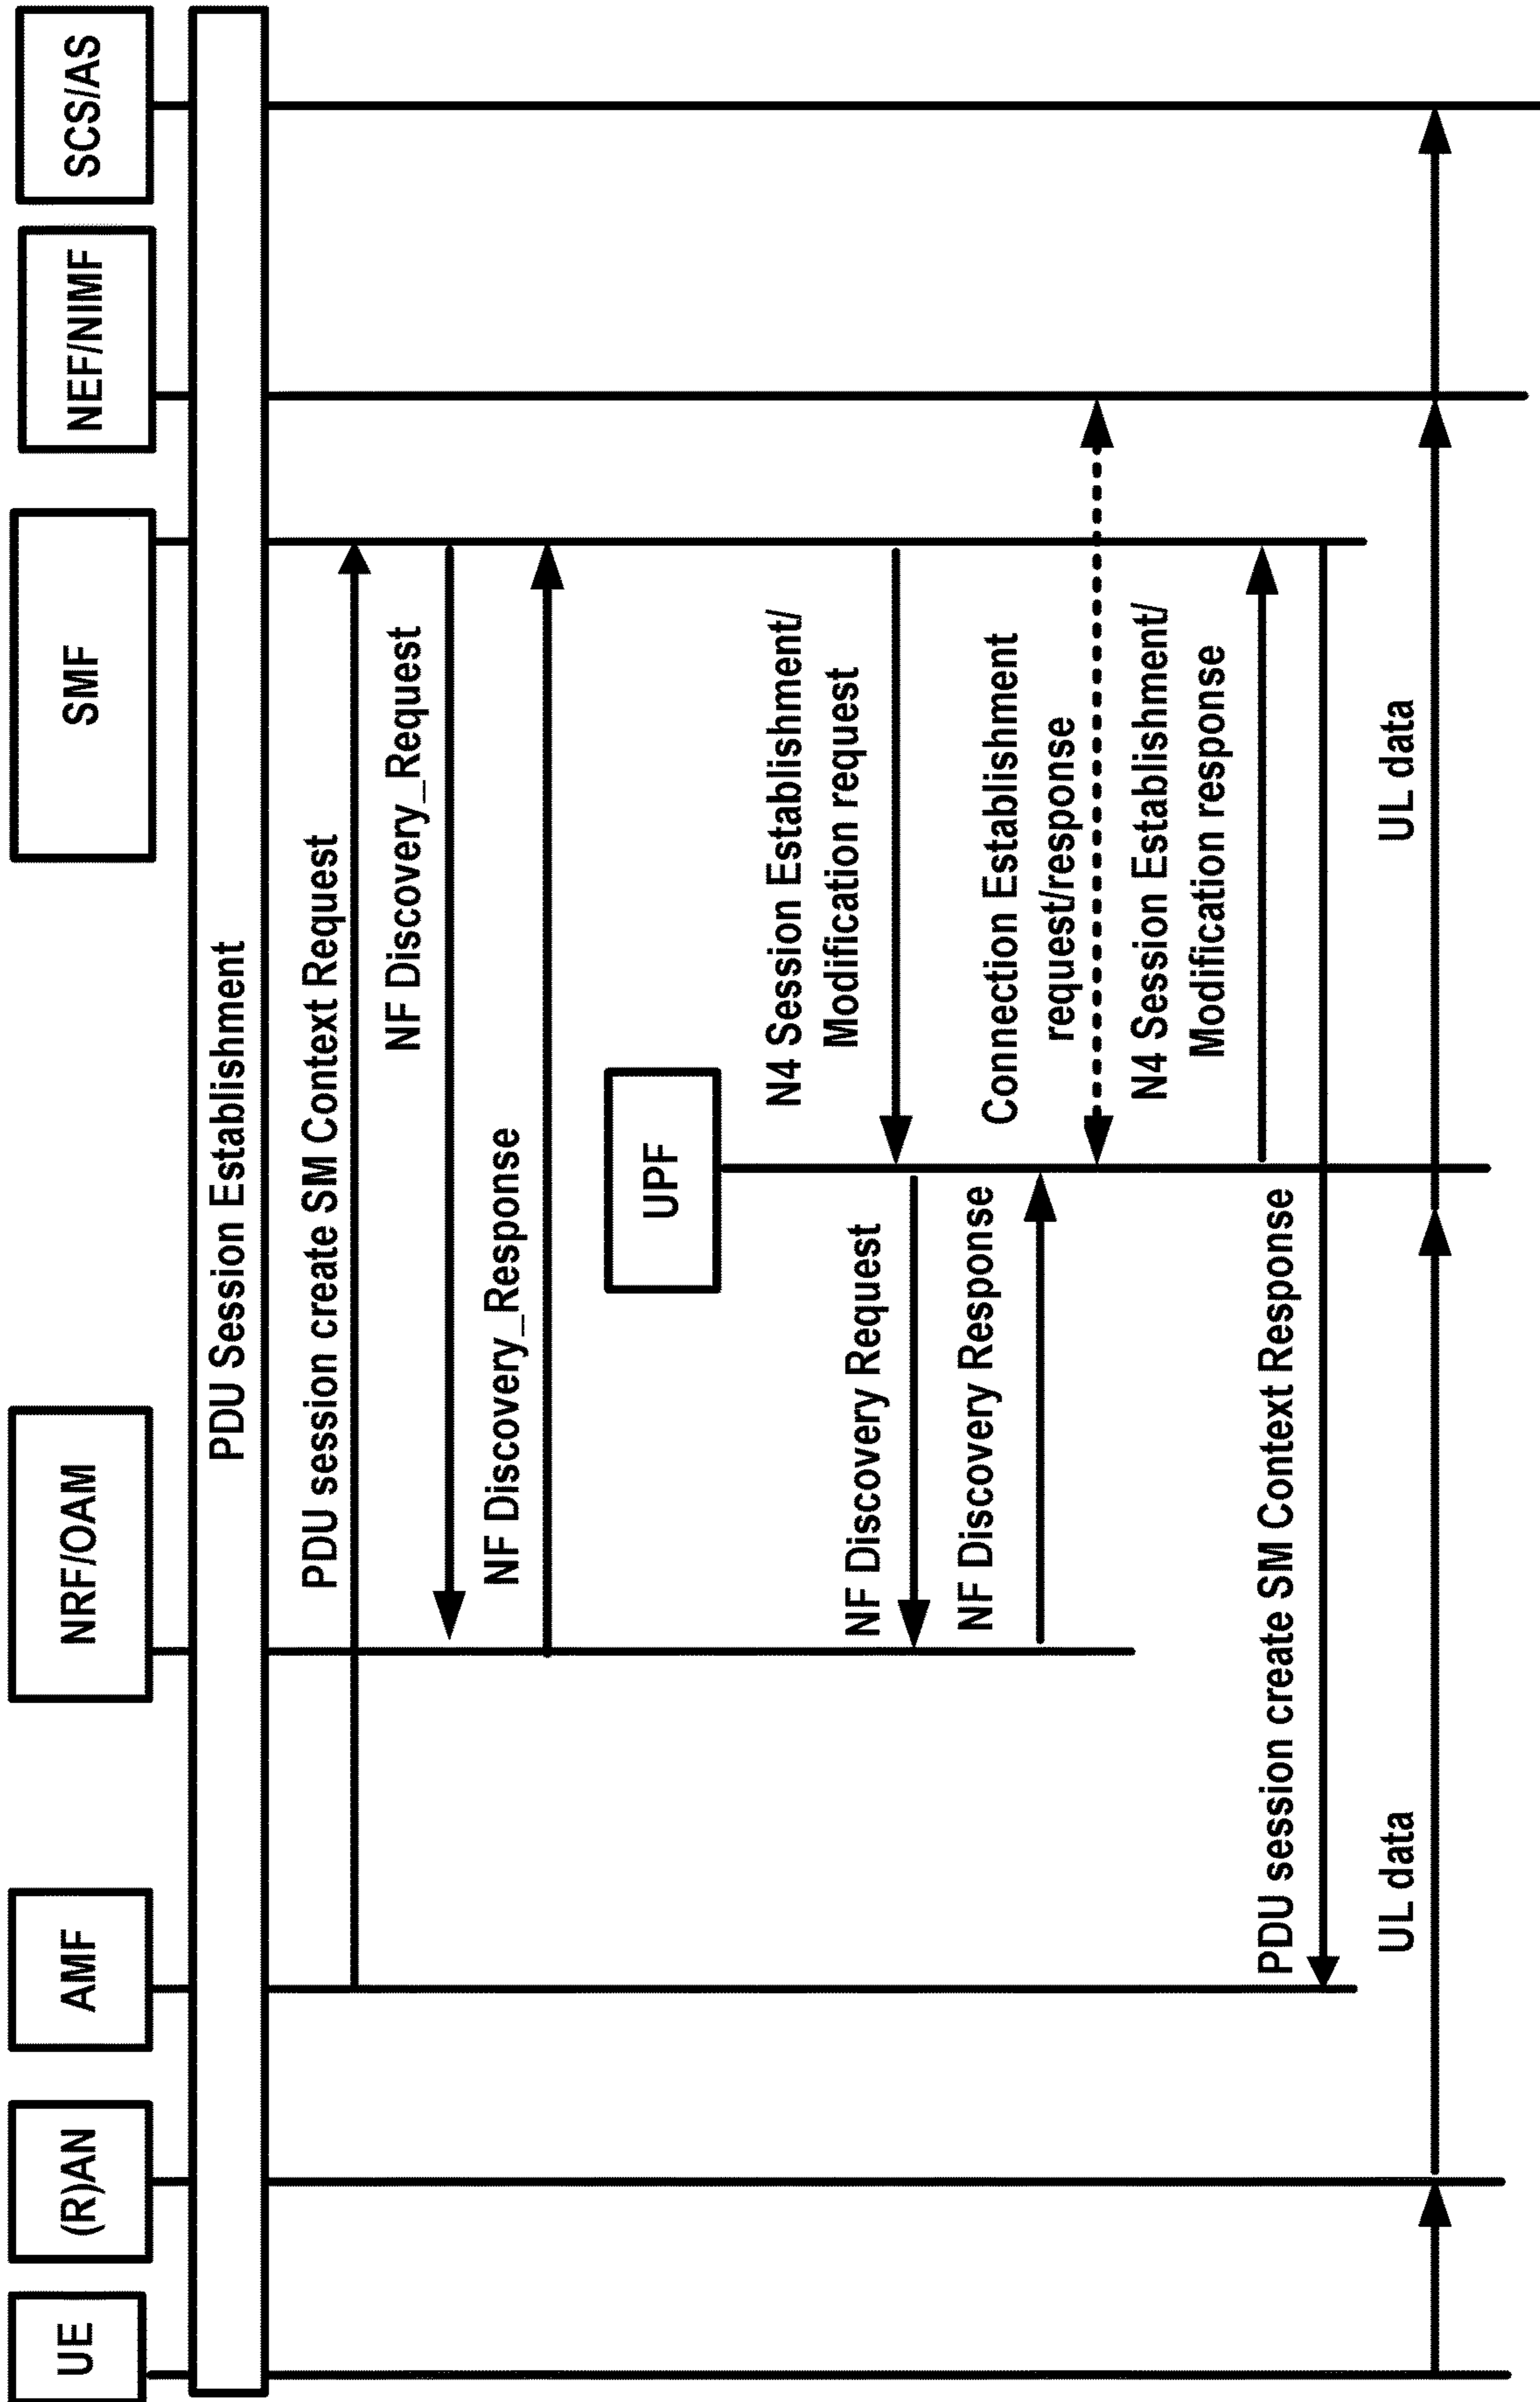 UE
(R)AN
AMF
NRF/OAM
SMF
NEF/NIMF
SCS/AS
PDU Session Establishment
PDU session create SM Context Request
NF Discovery_Request
NF Discovery_Response
UPF
N4 Session Establishment/
Modification request
NF Discovery Request
NF Discovery Response
Connection Establishment
request/response
N4 Session Establishment/
Modification response
PDU session create SM Context Response
UL data
UL data